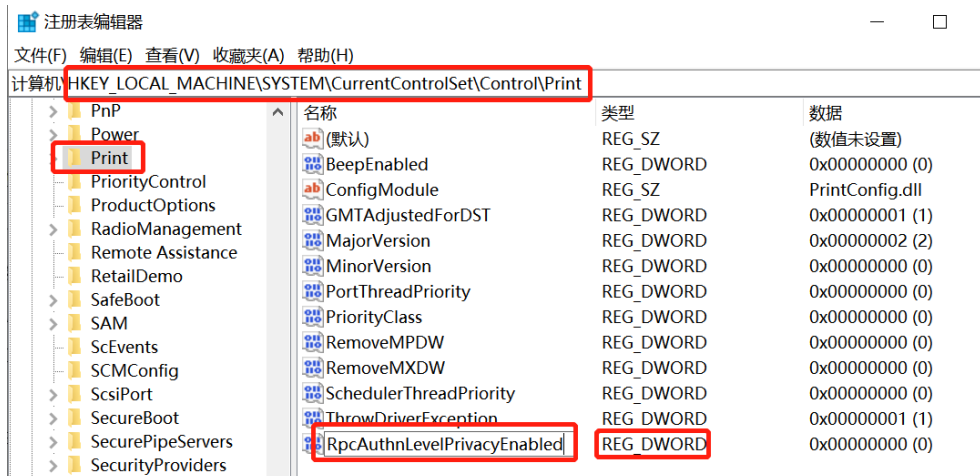 注册表编辑器
文件(F) 编辑(E) 查看(V) 收藏夹(A) 帮助(H)
计算机\HKEY_LOCAL_MACHINE\SYSTEM\CurrentControlSet\Control\Print
PnP
Power
Print
PriorityControl
ProductOptions
RadioManagement
Remote Assistance
RetailDemo
SafeBoot
SAM
ScEvents
SCMConfig
ScsiPort
SecureBoot
SecurePipeServers
SecurityProviders
名称 类型 数据
(默认) REG_SZ (数值未设置)
BeepEnabled REG_DWORD 0x00000000 (0)
ConfigModule REG_SZ PrintConfig.dll
GMTAdjustedForDST REG_DWORD 0x00000001 (1)
MajorVersion REG_DWORD 0x00000002 (2)
MinorVersion REG_DWORD 0x00000000 (0)
PortThreadPriority REG_DWORD 0x00000000 (0)
PriorityClass REG_DWORD 0x00000000 (0)
RemoveMPDW REG_DWORD 0x00000000 (0)
RemoveMXDW REG_DWORD 0x00000000 (0)
SchedulerThreadPriority REG_DWORD 0x00000000 (0)
ThrowDriverException REG_DWORD 0x00000001 (1)
RpcAuthnLevelPrivacyEnabled REG_DWORD 0x00000000 (0)